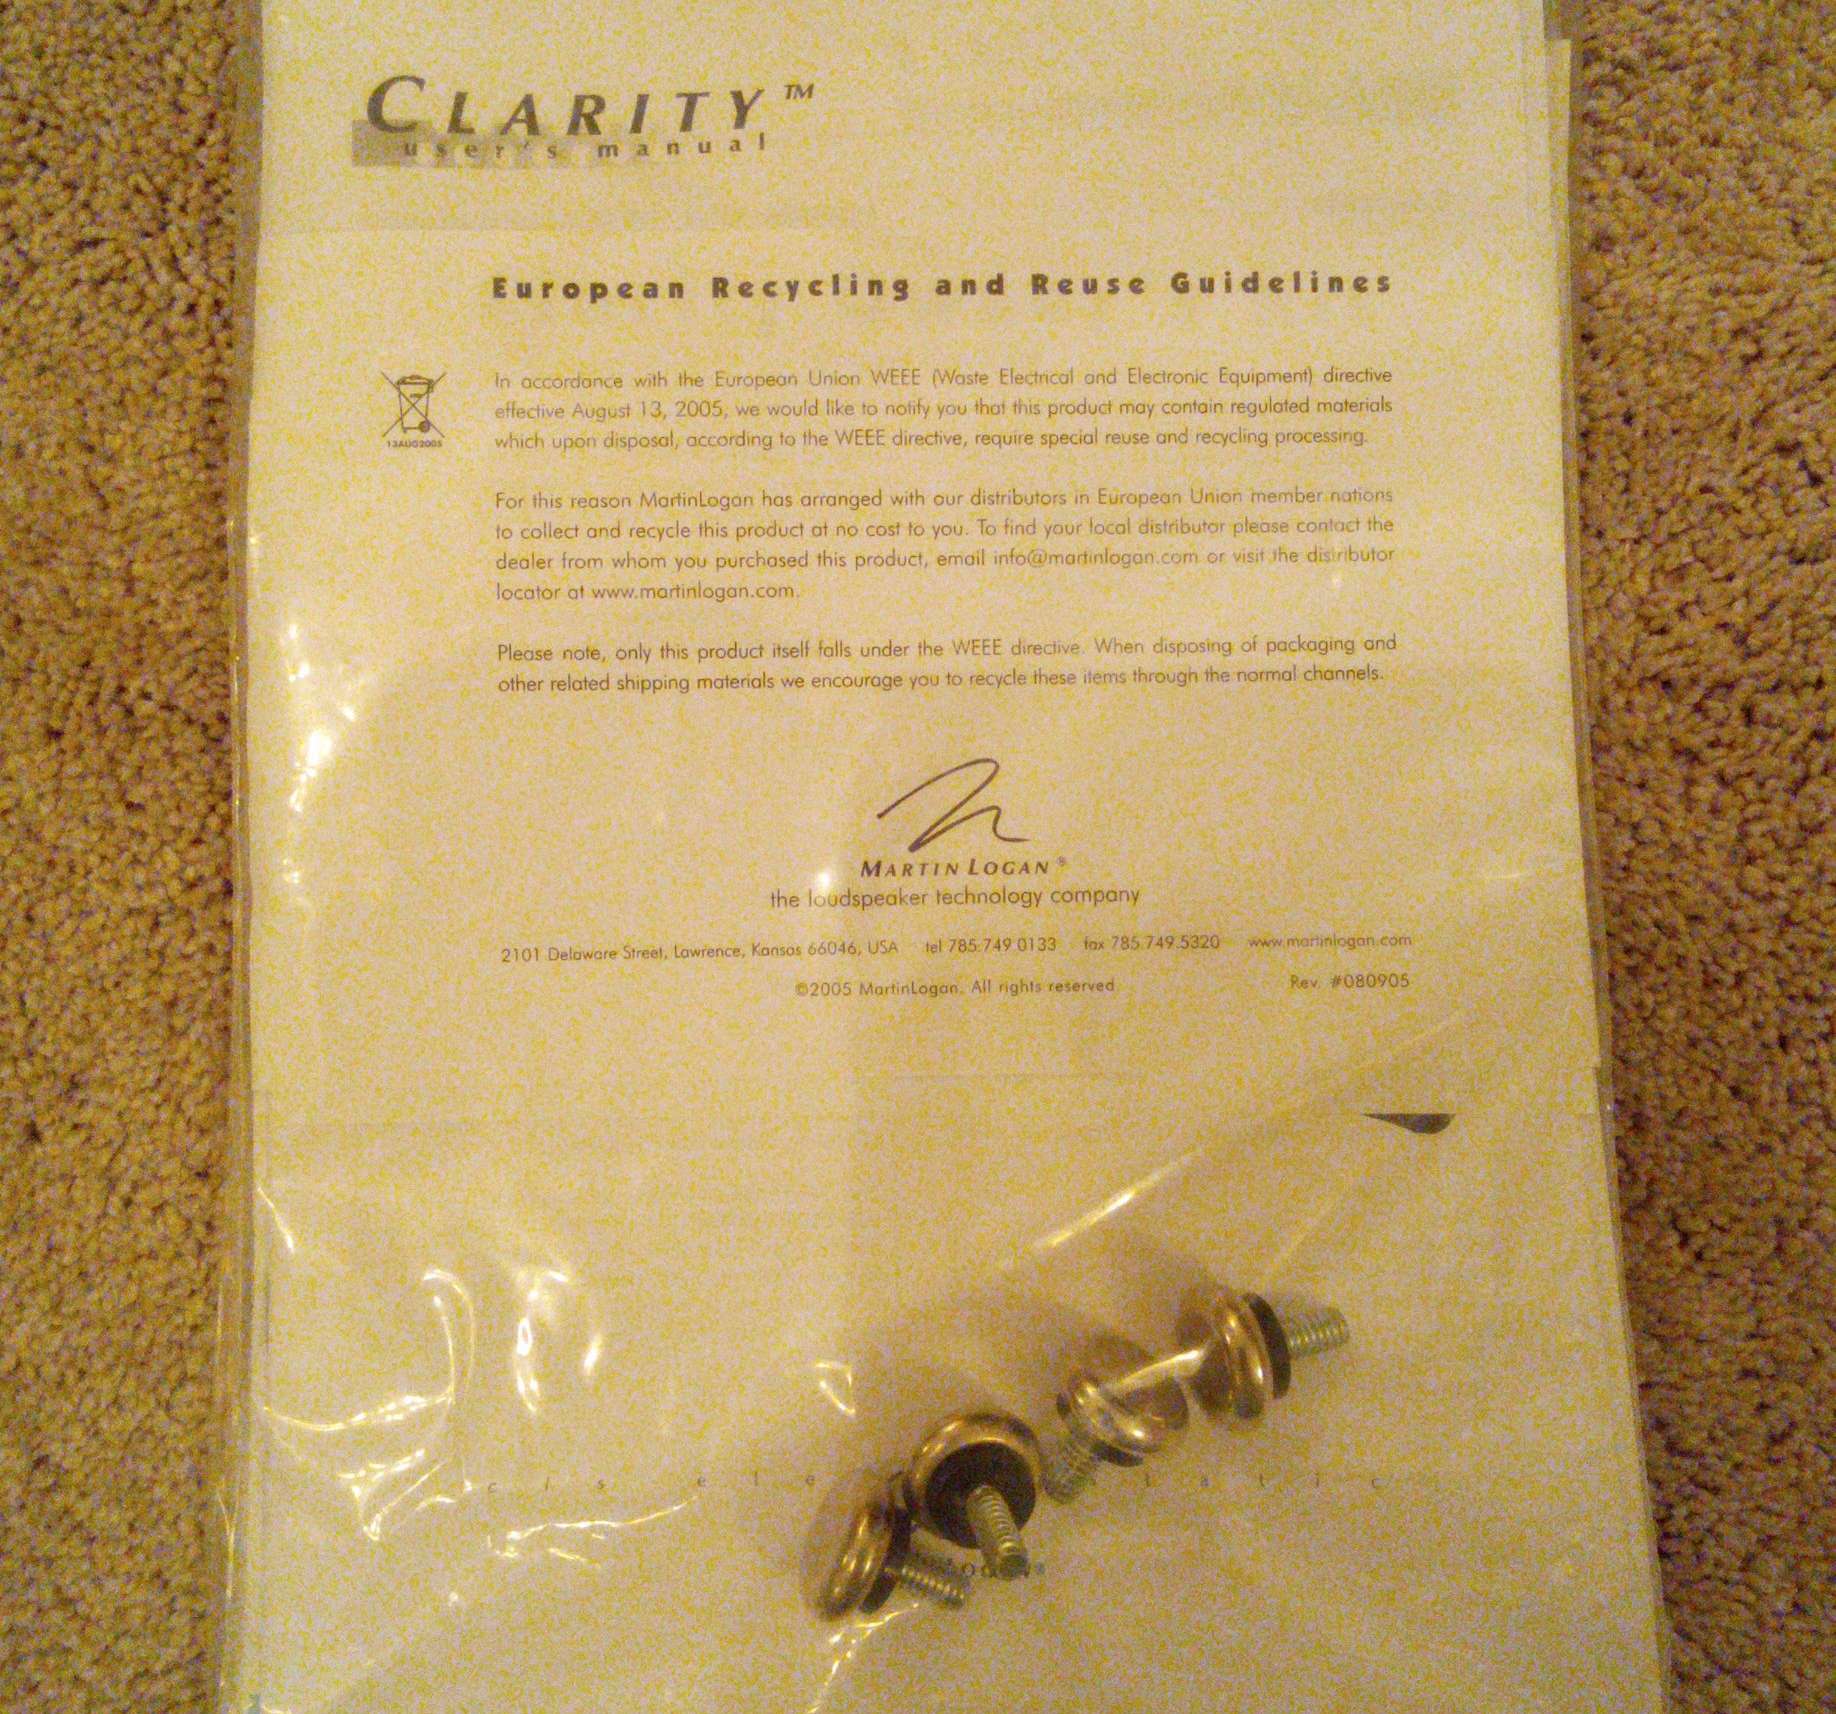 CLARITY™
user's manual
European Recycling and Reuse Guidelines
In accordance with the European Union WEEE (Waste Electrical and Electronic Equipment) directive
effective August 13, 2005, we would like to notify you that this product may contain regulated materials
13AUG2005
which upon disposal, according to the WEEE directive, require special reuse and recycling processing.
For this reason MartinLogan has arranged with our distributors in European Union member nations
to collect and recycle this product at no cost to you. To find your local distributor please contact the
dealer from whom you purchased this product, email info@martinlogan.com or visit the distributor
locator at www.martinlogan.com.
Please note, only this product itself falls under the WEEE directive. When disposing of packaging and
other related shipping materials we encourage you to recycle these items through the normal channels.
MARTIN LOGAN®
the loudspeaker technology company
2101 Delaware Street, Lawrence, Kansas 66046, USA tel 785.749.0133 fax 785.749.5320 www.martinlogan.com
©2005 MartinLogan. All rights reserved Rev. #080905